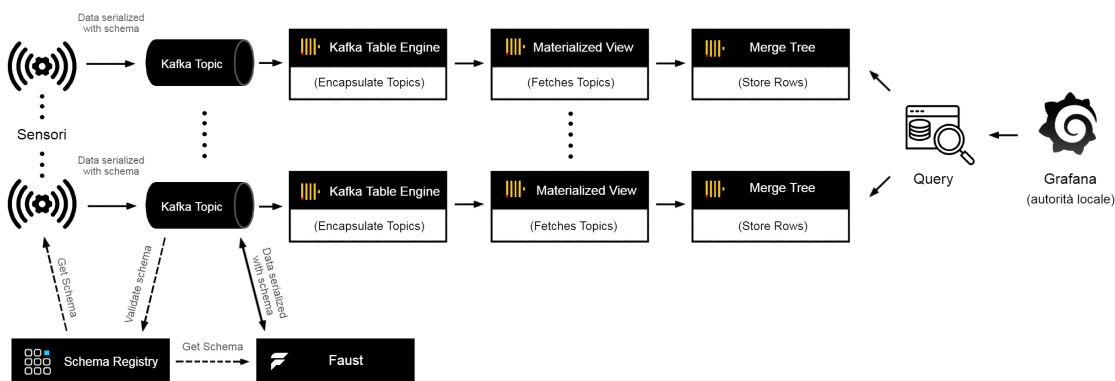 Data serialized
with schema
Kafka Topic
Kafka Table Engine
(Encapsulate Topics)
Materialized View
(Fetches Topics)
Merge Tree
(Store Rows)
Sensori
Data serialized
with schema
Kafka Topic
Kafka Table Engine
(Encapsulate Topics)
Materialized View
(Fetches Topics)
Merge Tree
(Store Rows)
Query
Grafana
(autorità locale)
Get Schema
Validate schema
Data serialized
with schema
Schema Registry
Get Schema
Faust